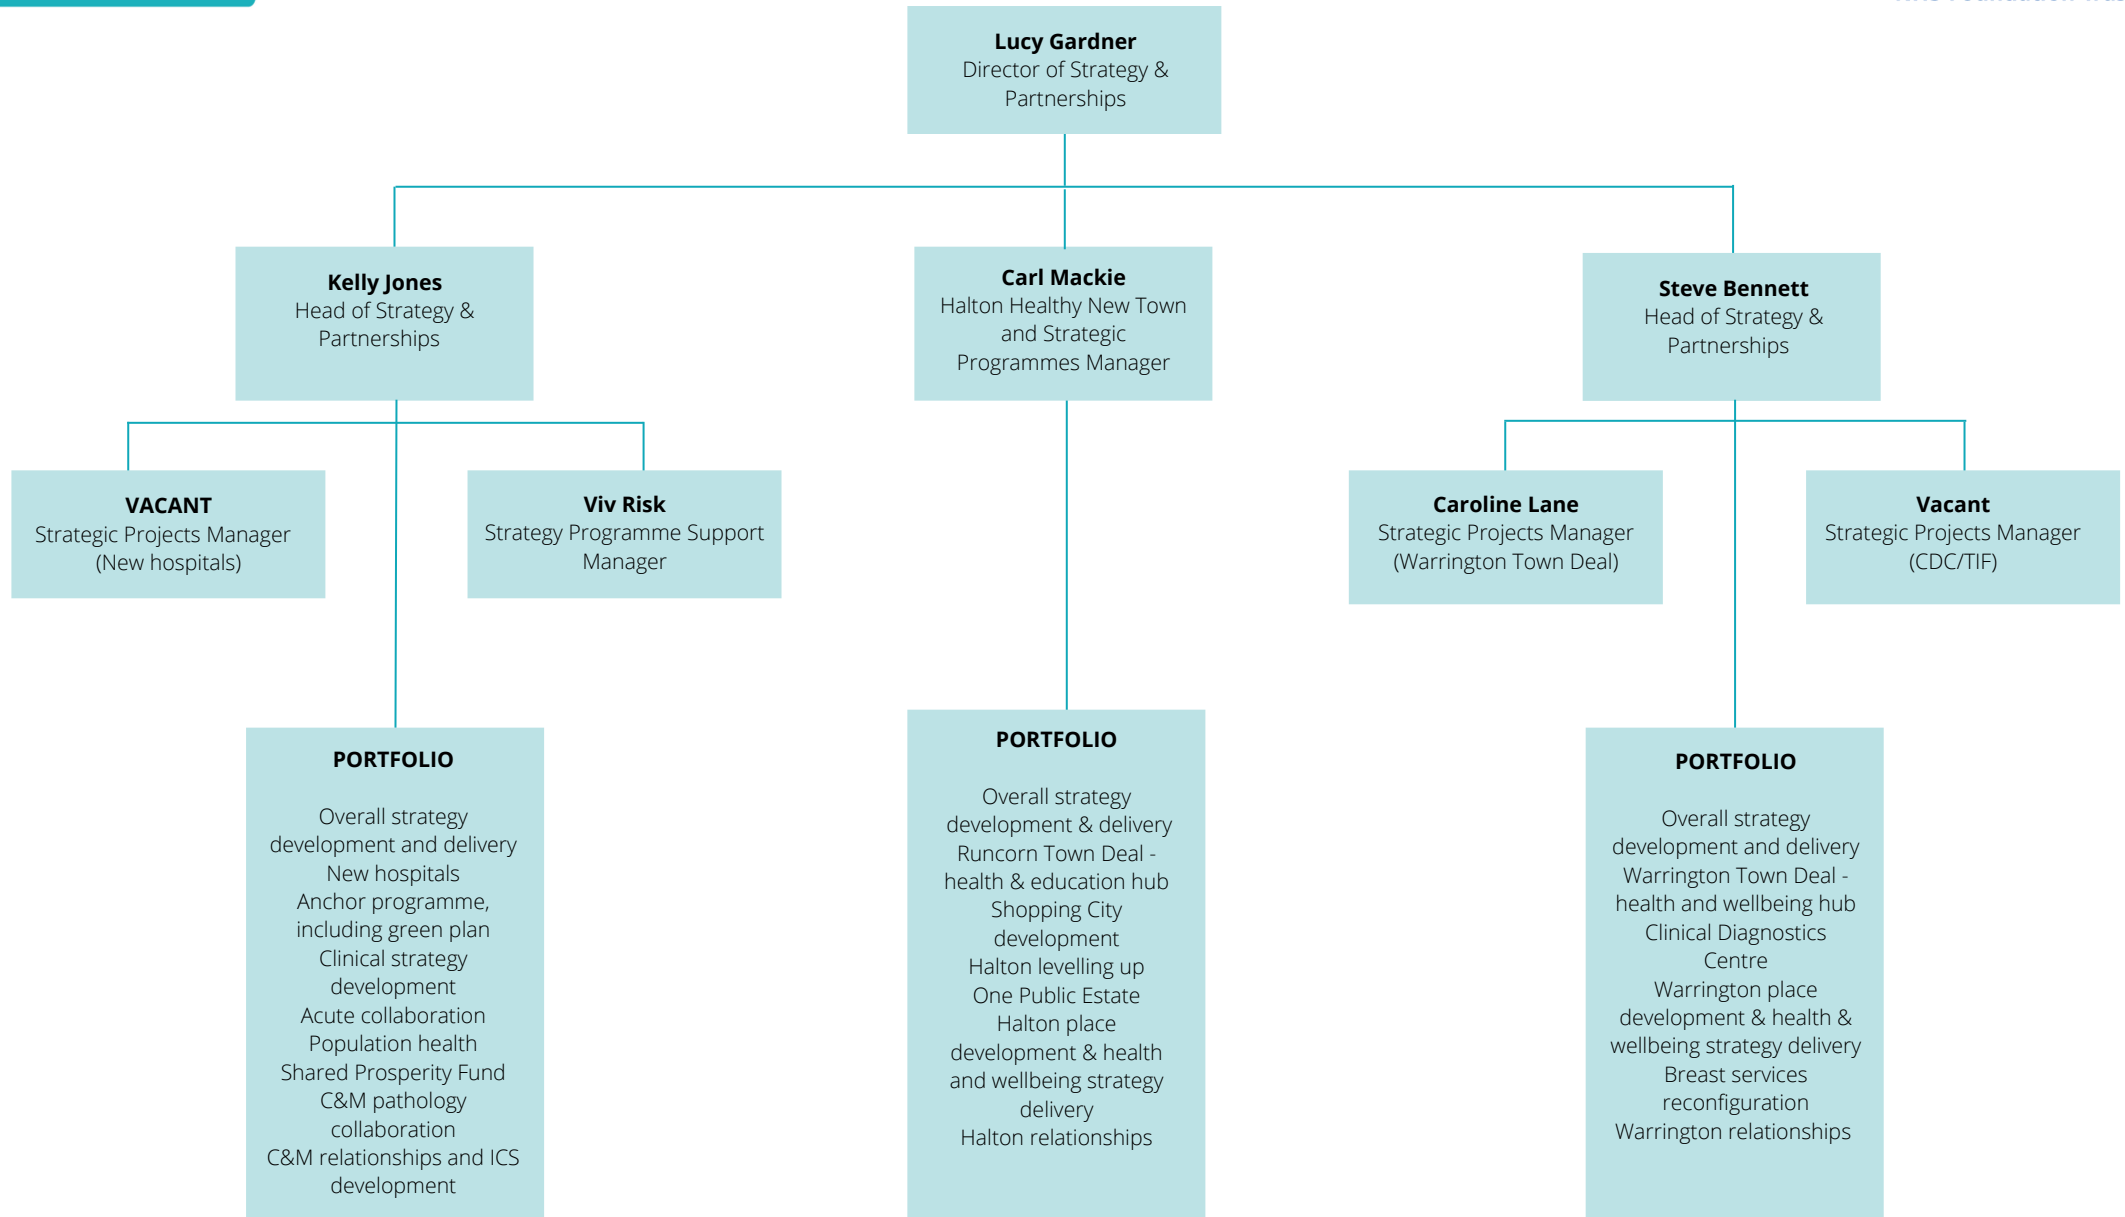 Lucy Gardner
Director of Strategy &
Partnerships
Kelly Jones
Head of Strategy &
Partnerships
Carl Mackie
Halton Healthy New Town
and Strategic
Programmes Manager
Steve Bennett
Head of Strategy &
Partnerships
VACANT
Strategic Projects Manager
(New hospitals)
Viv Risk
Strategy Programme Support
Manager
Caroline Lane
Strategic Projects Manager
(Warrington Town Deal)
Vacant
Strategic Projects Manager
(CDC/TIF)
PORTFOLIO
Overall strategy
development and delivery
New hospitals
Anchor programme,
including green plan
Clinical strategy
development
Acute collaboration
Population health
Shared Prosperity Fund
C&M pathology
collaboration
C&M relationships and ICS
development
PORTFOLIO
Overall strategy
development & delivery
Runcorn Town Deal -
health & education hub
Shopping City
development
Halton levelling up
One Public Estate
Halton place
development & health
and wellbeing strategy
delivery
Halton relationships
PORTFOLIO
Overall strategy
development and delivery
Warrington Town Deal -
health and wellbeing hub
Clinical Diagnostics
Centre
Warrington place
development & health &
wellbeing strategy delivery
Breast services
reconfiguration
Warrington relationships